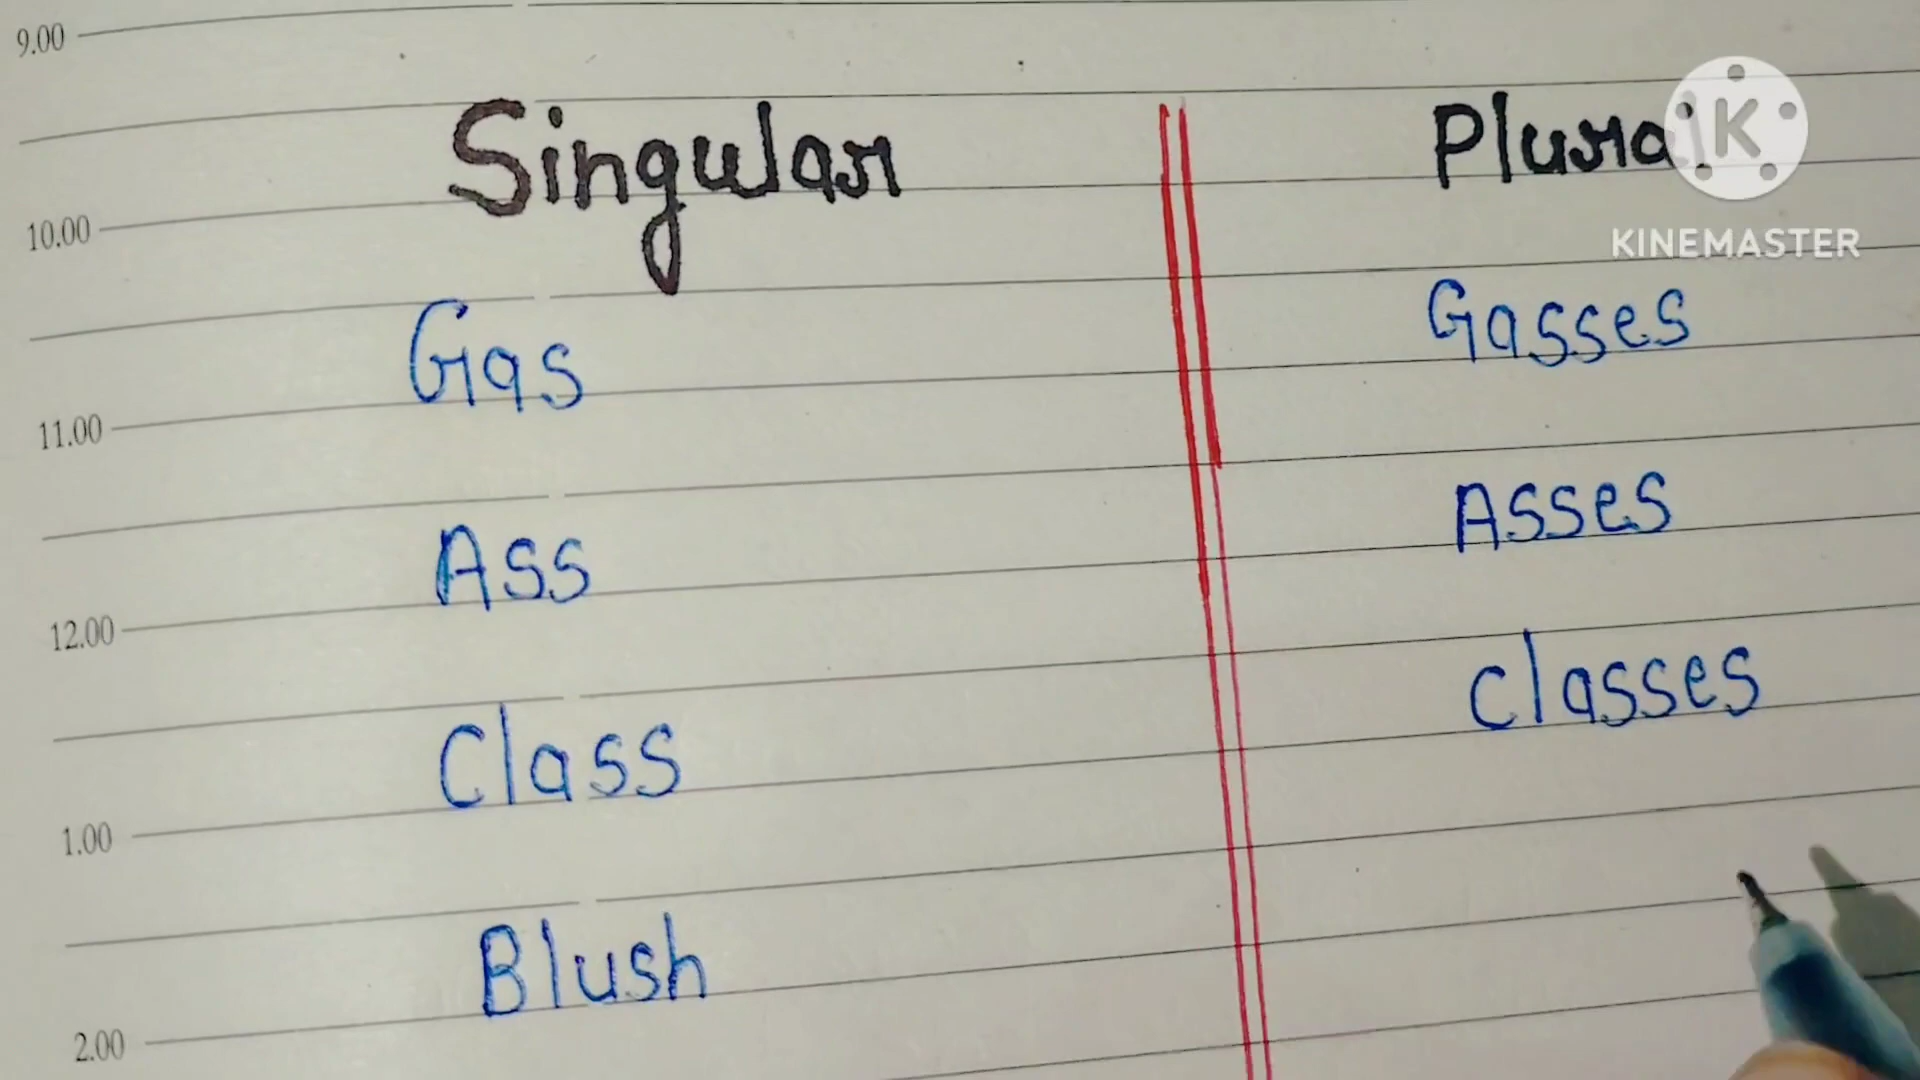 9.00
Singular Plural
KINEMASTER
10.00
Gas Gasses
11.00
Ass Asses
12.00
Class Classes
1.00
Blush
2.00